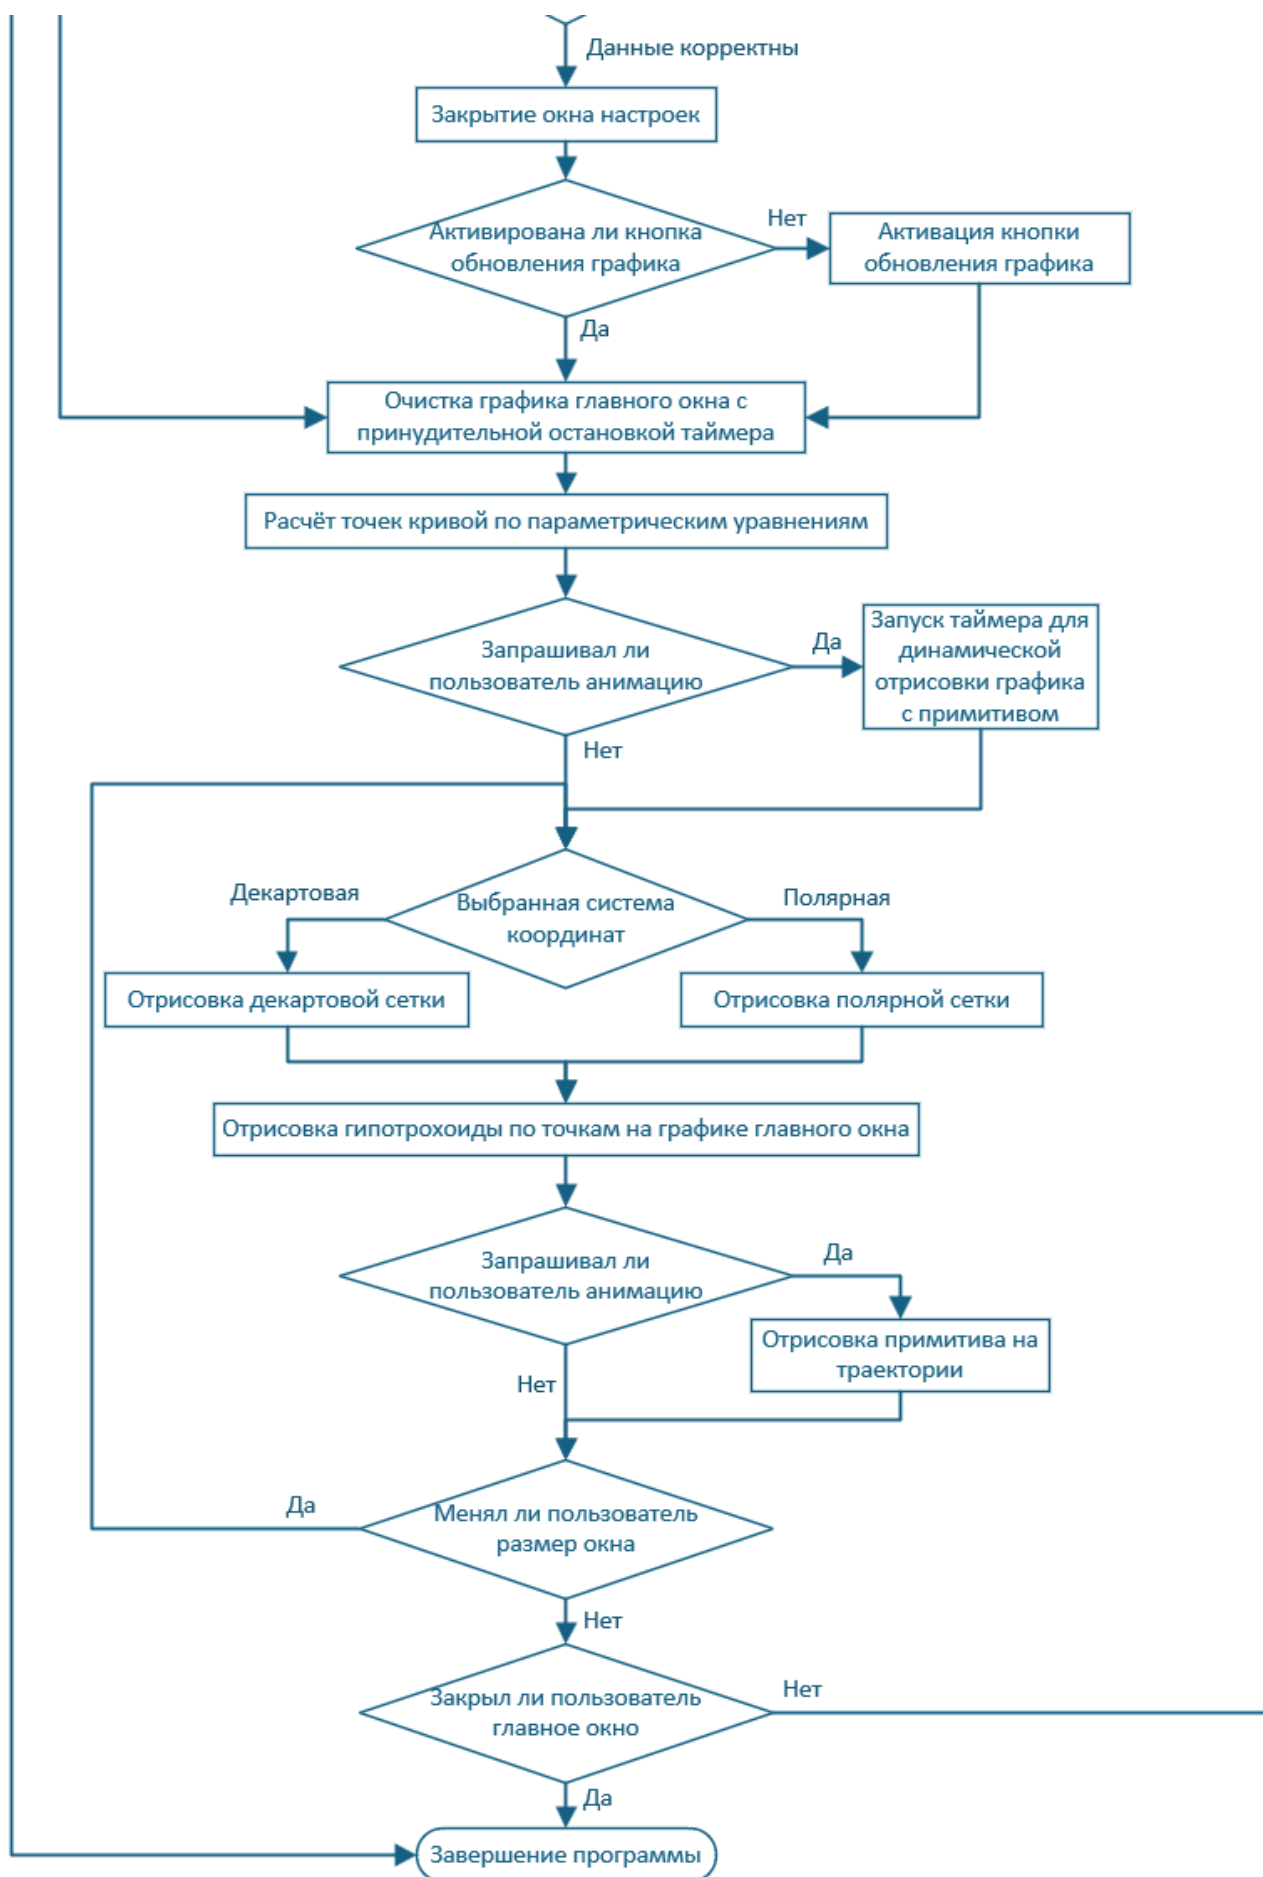 Данные корректны
Закрытие окна настроек
Активирована ли кнопка
обновления графика
Нет
Активация кнопки
обновления графика
Да
Очистка графика главного окна с
принудительной остановкой таймера
Расчёт точек кривой по параметрическим уравнениям
Запрашивал ли
пользователь анимацию
Да
Запуск таймера для
динамической
отрисовки графика
с примитивом
Нет
Декартовая
Выбранная система
координат
Полярная
Отрисовка декартовой сетки
Отрисовка полярной сетки
Отрисовка гипотрохоиды по точкам на графике главного окна
Запрашивал ли
пользователь анимацию
Да
Отрисовка примитива на
траектории
Нет
Да
Менял ли пользователь
размер окна
Нет
Закрыл ли пользователь
главное окно
Нет
Да
Завершение программы